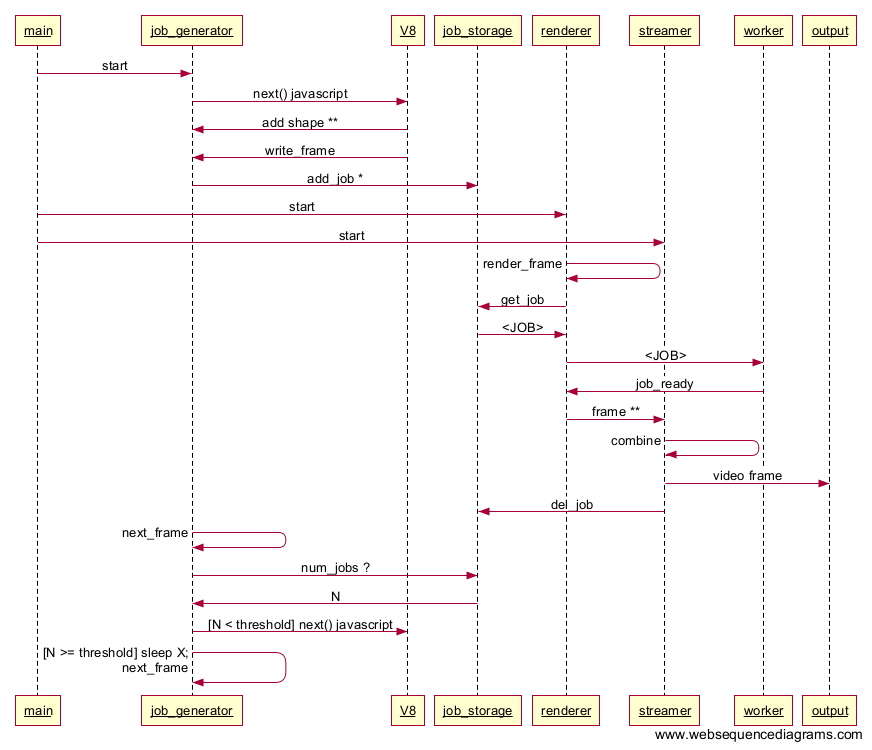 main job_generator V8 job_storage renderer streamer worker output
start
next() javascript
add shape **
write_frame
add_job *
start
start
render_frame
get_job
<JOB>
<JOB>
job_ready
frame **
combine
video frame
del_job
next_frame
num_jobs ?
N
[N < threshold] next() javascript
[N >= threshold] sleep X;
next_frame
main job_generator V8 job_storage renderer streamer worker output
www.websequencediagrams.com